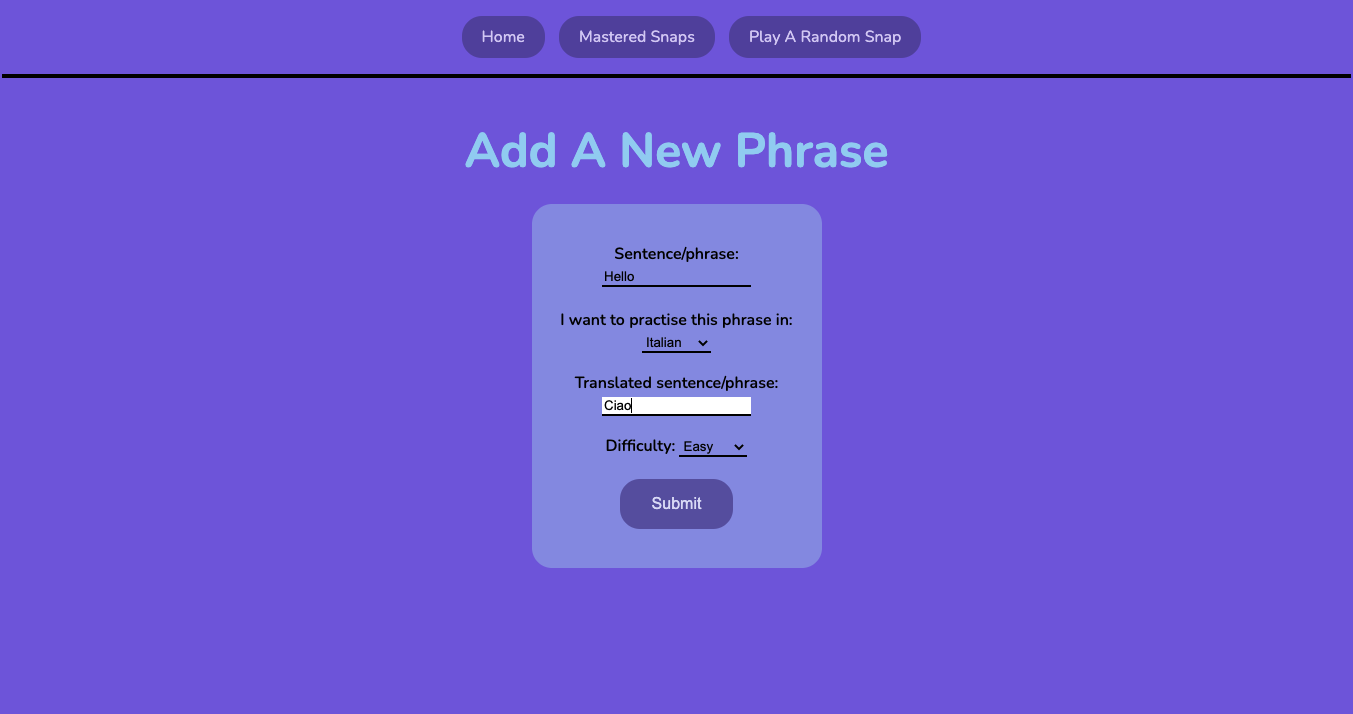 Home Mastered Snaps Play A Random Snap
Add A New Phrase
Sentence/phrase:
Hello
I want to practise this phrase in:
Italian
Translated sentence/phrase:
Ciao
Difficulty: Easy
Submit